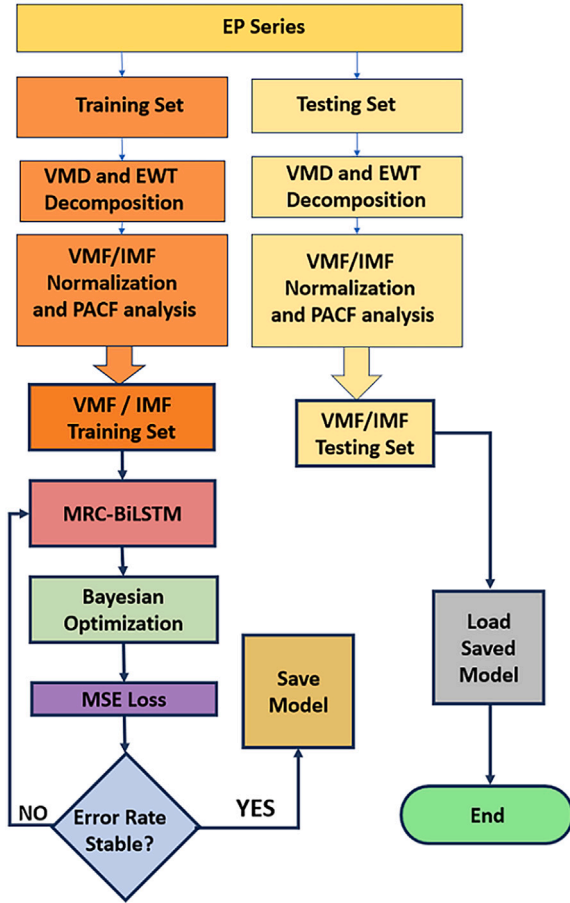 EP Series
Training Set
Testing Set
VMD and EWT
Decomposition
VMD and EWT
Decomposition
VMF/IMF
Normalization
and PACF analysis
VMF/IMF
Normalization
and PACF analysis
VMF / IMF
Training Set
VMF/IMF
Testing Set
MRC-BiLSTM
Bayesian
Optimization
Load
Saved
Model
Save
Model
MSE Loss
NO
Error Rate
Stable?
YES
End